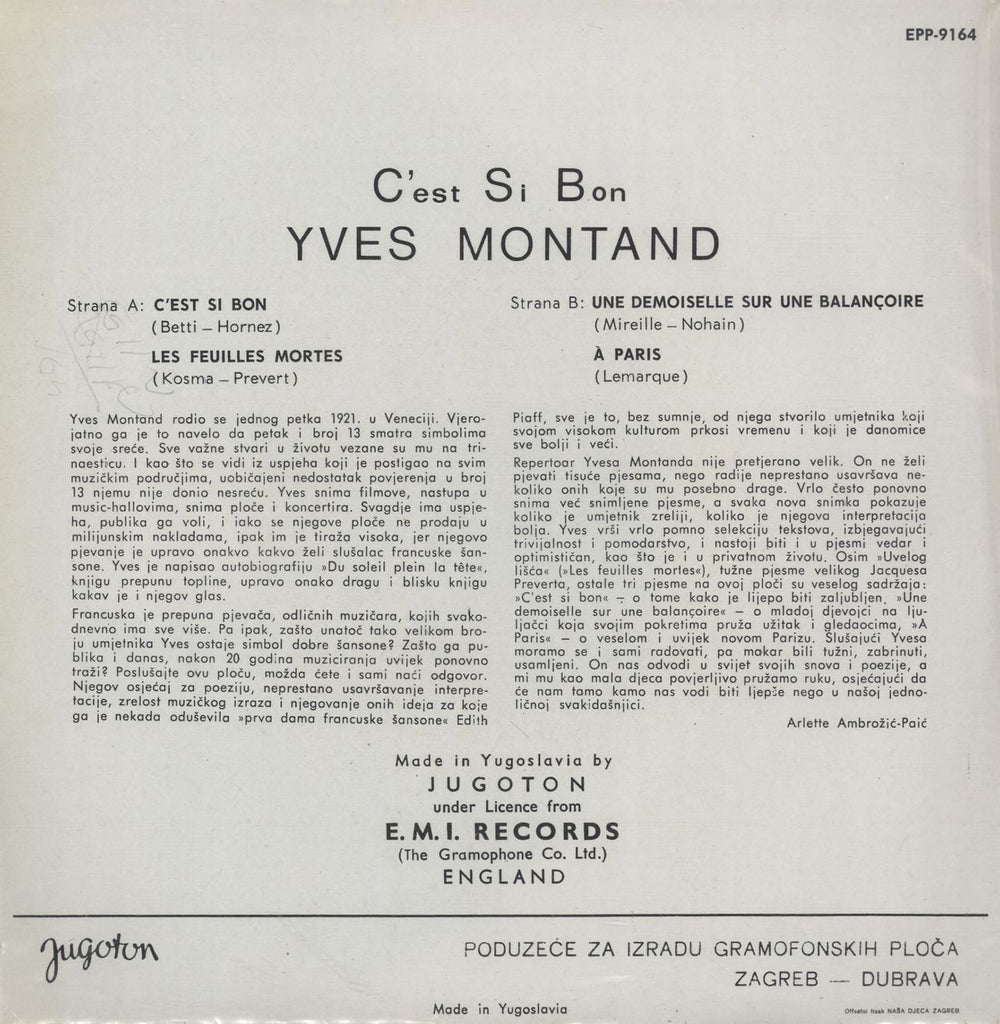 EPP-9164
C'est Si Bon
YVES MONTAND
Strana A: C'EST SI BON
(Betti – Hornez)
LES FEUILLES MORTES
(Kosma – Prevert)
Strana B: UNE DEMOISELLE SUR UNE BALANÇOIRE
(Mireille – Nohain)
À PARIS
(Lemarque)
Yves Montand rodio se jednog petka 1921. u Veneciji. Vjero-
jatno ga je to navelo da petak i broj 13 smatra simbolima
svoje sreće. Sve važne stvari u životu vezane su mu na tri-
naesticu. I kao što se vidi iz uspjeha koji je postigao na svim
muzičkim područjima, uobičajeni nedostatak povjerenja u broj
13 njemu nije donio nesreću. Yves snima filmove, nastupa u
music-hallovima, snima ploče i koncertira. Svagdje ima uspje-
ha, publika ga voli, i iako se njegove ploče ne prodaju u
milijunskim nakladama, ipak im je tiraža visoka, jer njegovo
pjevanje je upravo onakvo kakvo želi slušalac francuske šan-
sone. Yves je napisao autobiografiju »Du soleil plein la tête«,
knjigu prepunu topline, upravo onako dragu i blisku knjigu
kakav je i njegov glas.
Francuska je prepuna pjevača, odličnih muzičara, kojih svako-
dnevno ima sve više. Pa ipak, zašto unatoč tako velikom bro-
ju umjetnika Yves ostaje simbol dobre šansone? Zašto ga pu-
blika i danas, nakon 20 godina muziciranja uvijek ponovno
traži? Poslušajte ovu ploču, možda ćete i sami naći odgovor.
Njegov osjećaj za poeziju, neprestano usavršavanje interpre-
tacije, zrelost muzičkog izraza i njegovanje onih ideja za koje
ga je nekada oduševila »prva dama francuske šansone« Edith
Piaff, sve je to, bez sumnje, od njega stvorilo umjetnika koji
svojom visokom kulturom prkosi vremenu i koji je danomice
sve bolji i veći.
Repertoar Yvesa Montanda nije pretjerano velik. On ne želi
pjevati tisuće pjesama, nego radije neprestano usavršava ne-
koliko onih koje su mu posebno drage. Vrlo često ponovno
snima već snimljene pjesme, a svaka nova snimka pokazuje
koliko je umjetnik zreliji, koliko je njegova interpretacija
bolja. Yves vrši vrlo pomno selekciju tekstova, izbjegavajući
trivijalnost i pomodarstvo, i nastoji biti i u pjesmi vedar i
optimističan, kao što je i u privatnom životu. Osim »Uvelog
lišća« (»Les feuilles mortes«), tužne pjesme velikog Jacquesa
Preverta, ostale tri pjesme na ovoj ploči su veselog sadržaja:
»C'est si bon« – o tome kako je lijepo biti zaljubljen, »Une
demoiselle sur une balançoire« – o mladoj djevojci na lju-
ljačci koja svojim pokretima pruža užitak i gledaocima, »À
Paris« – o veselom i uvijek novom Parizu. Slušajući Yvesa
moramo se i sami radovati, pa makar bili tužni, zabrinuti,
usamljeni. On nas odvodi u svijet svojih snova i poezije, a
mi mu kao mala djeca povjerljivo pružamo ruku, osjećajući da
će nam tamo kamo nas vodi biti ljepše nego u našoj jedno-
ličnoj svakidašnjici.
Arlette Ambrožić-Paić
Made in Yugoslavia by
JUGOTON
under Licence from
E.M.I. RECORDS
(The Gramophone Co. Ltd.)
ENGLAND
Jugoton
PODUZEĆE ZA IZRADU GRAMOFONSKIH PLOČA
ZAGREB — DUBRAVA
Made in Yugoslavia
Offsetni tisak NAŠA DJECA ZAGREB